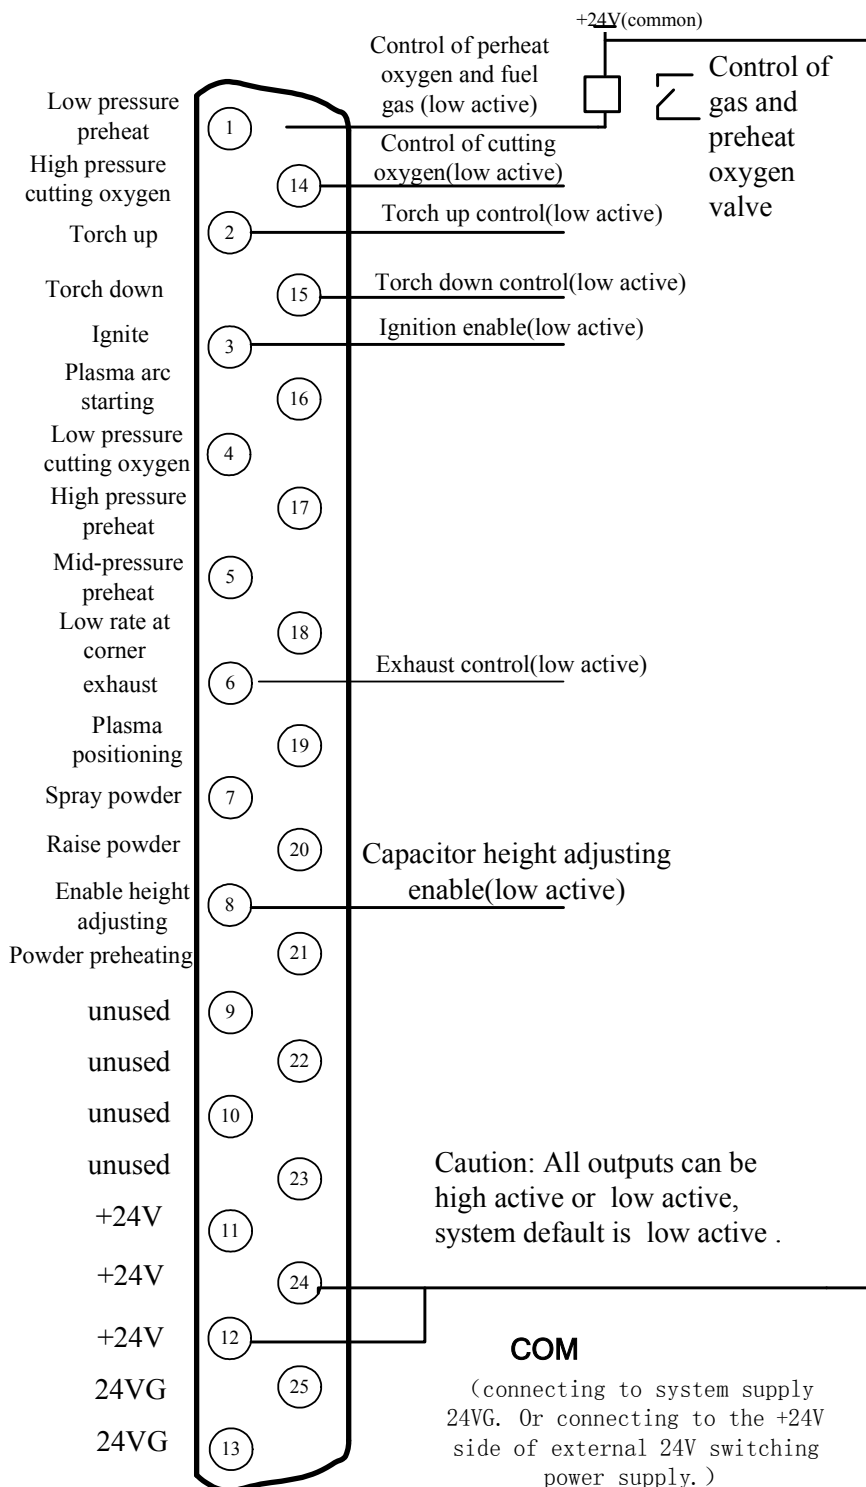 +24V(common)
Control of perheat
oxygen and fuel
gas (low active)
Control of
gas and
preheat
oxygen
valve
Low pressure
preheat
1
High pressure
cutting oxygen
14
Control of cutting
oxygen(low active)
Torch up
2
Torch up control(low active)
Torch down
15
Torch down control(low active)
Ignite
3
Ignition enable(low active)
Plasma arc
starting
16
Low pressure
cutting oxygen
4
High pressure
preheat
17
Mid-pressure
preheat
5
Low rate at
corner
18
exhaust
6
Exhaust control(low active)
Plasma
positioning
19
Spray powder
7
Raise powder
20
Capacitor height adjusting
enable(low active)
Enable height
adjusting
8
Powder preheating
21
unused
9
unused
22
unused
10
unused
23
Caution: All outputs can be
high active or low active,
system default is low active .
+24V
11
+24V
24
+24V
12
COM
24VG
25
(connecting to system supply
24VG. Or connecting to the +24V
side of external 24V switching
power supply.)
24VG
13